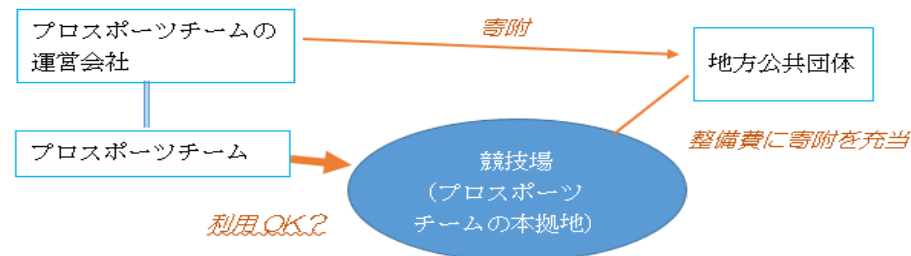 プロスポーツチームの
運営会社
寄附
地方公共団体
プロスポーツチーム
競技場
（プロスポーツ
チームの本拠地）
整備費に寄附を充当
利用OK？